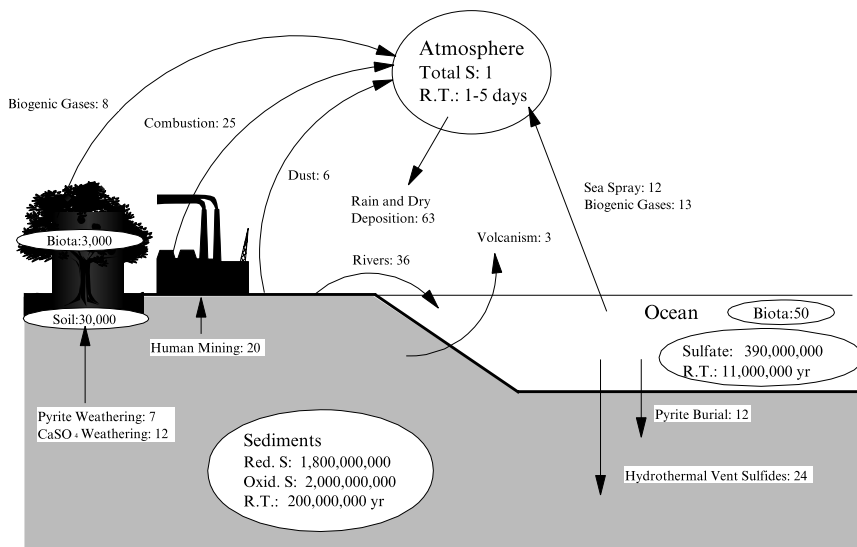 Atmosphere
Total S: 1
R.T.: 1-5 days
Biogenic Gases: 8
Combustion: 25
Dust: 6
Rain and Dry
Deposition: 63
Sea Spray: 12
Biogenic Gases: 13
Volcanism: 3
Biota:3,000
Rivers: 36
Soil:30,000
Human Mining: 20
Ocean
Biota:50
Sulfate: 390,000,000
R.T.: 11,000,000 yr
Pyrite Weathering: 7
CaSO4 Weathering: 12
Pyrite Burial: 12
Sediments
Red. S: 1,800,000,000
Oxid. S: 2,000,000,000
R.T.: 200,000,000 yr
Hydrothermal Vent Sulfides: 24